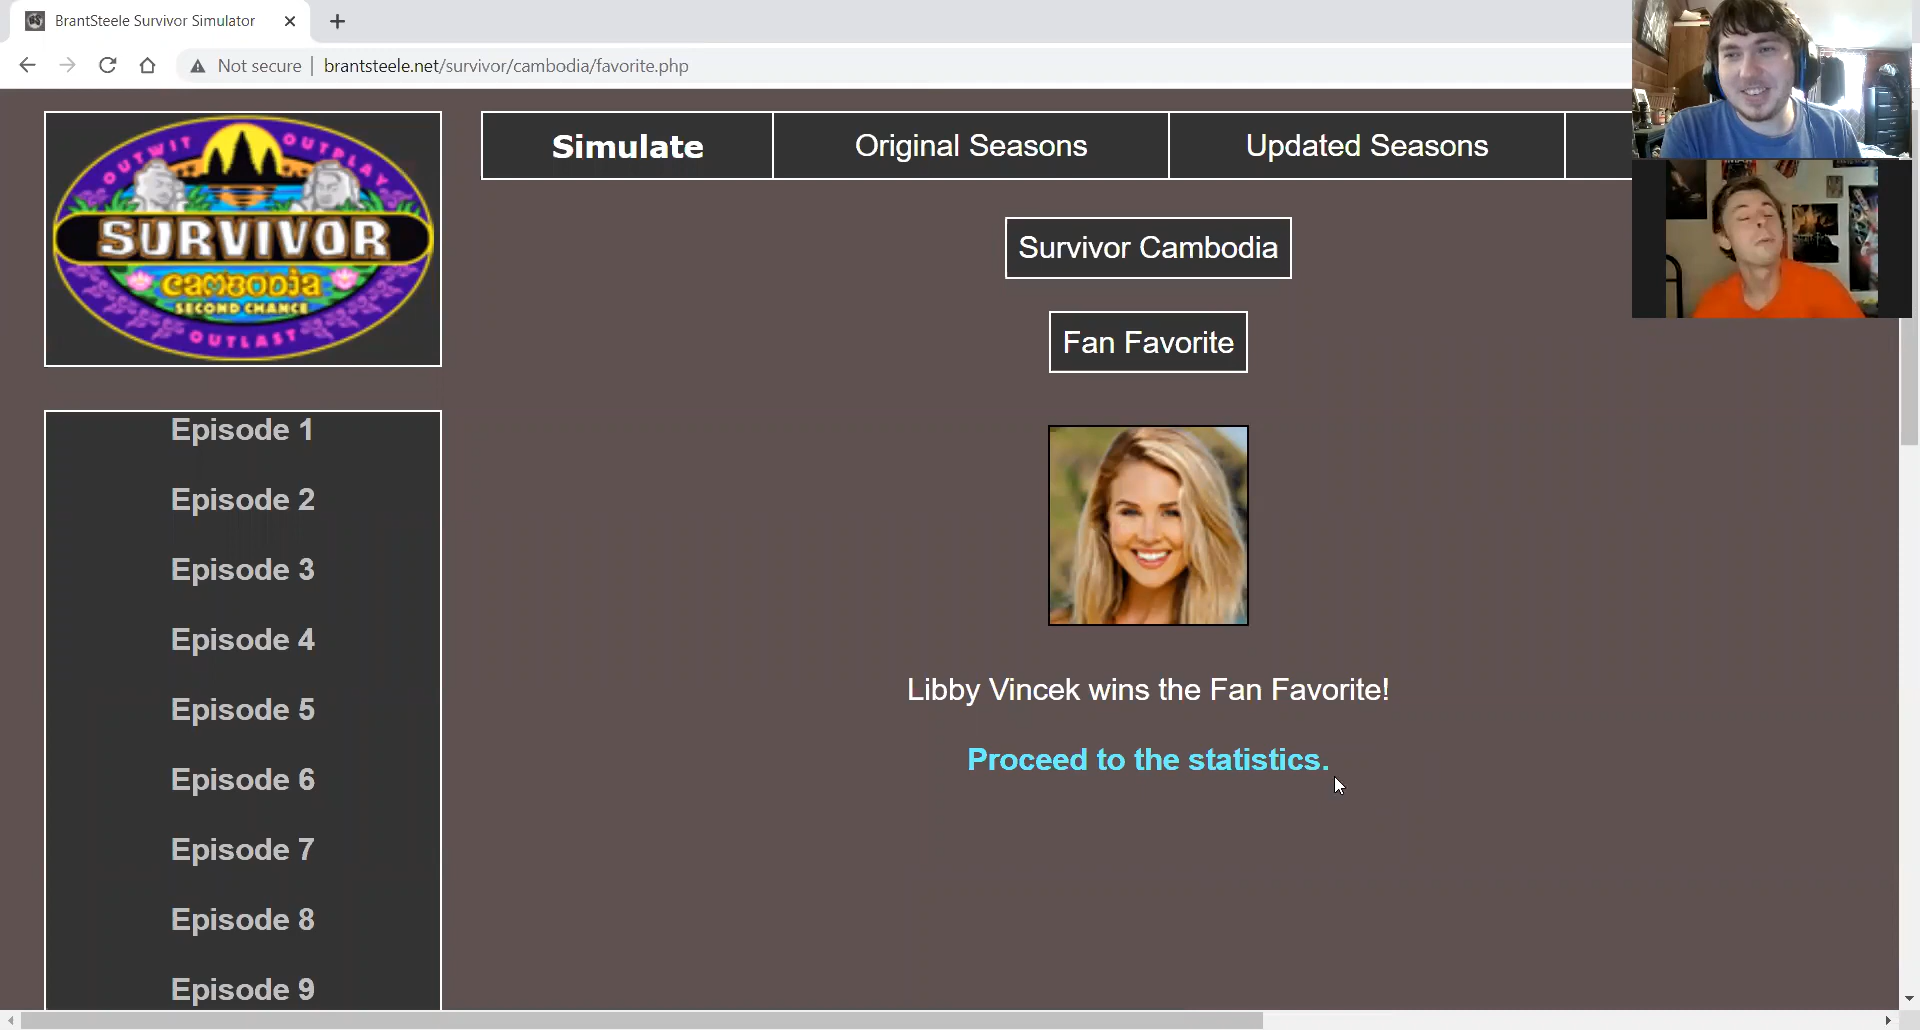 BrantSteele Survivor Simulator
Not secure
brantsteele.net/survivor/cambodia/favorite.php
OUTWIT OUTPLAY
SURVIVOR
CAMBODIA
SECOND CHANCE
OUTLAST
Simulate
Original Seasons
Updated Seasons
Survivor Cambodia
Fan Favorite
Libby Vincek wins the Fan Favorite!
Proceed to the statistics.
Episode 1
Episode 2
Episode 3
Episode 4
Episode 5
Episode 6
Episode 7
Episode 8
Episode 9